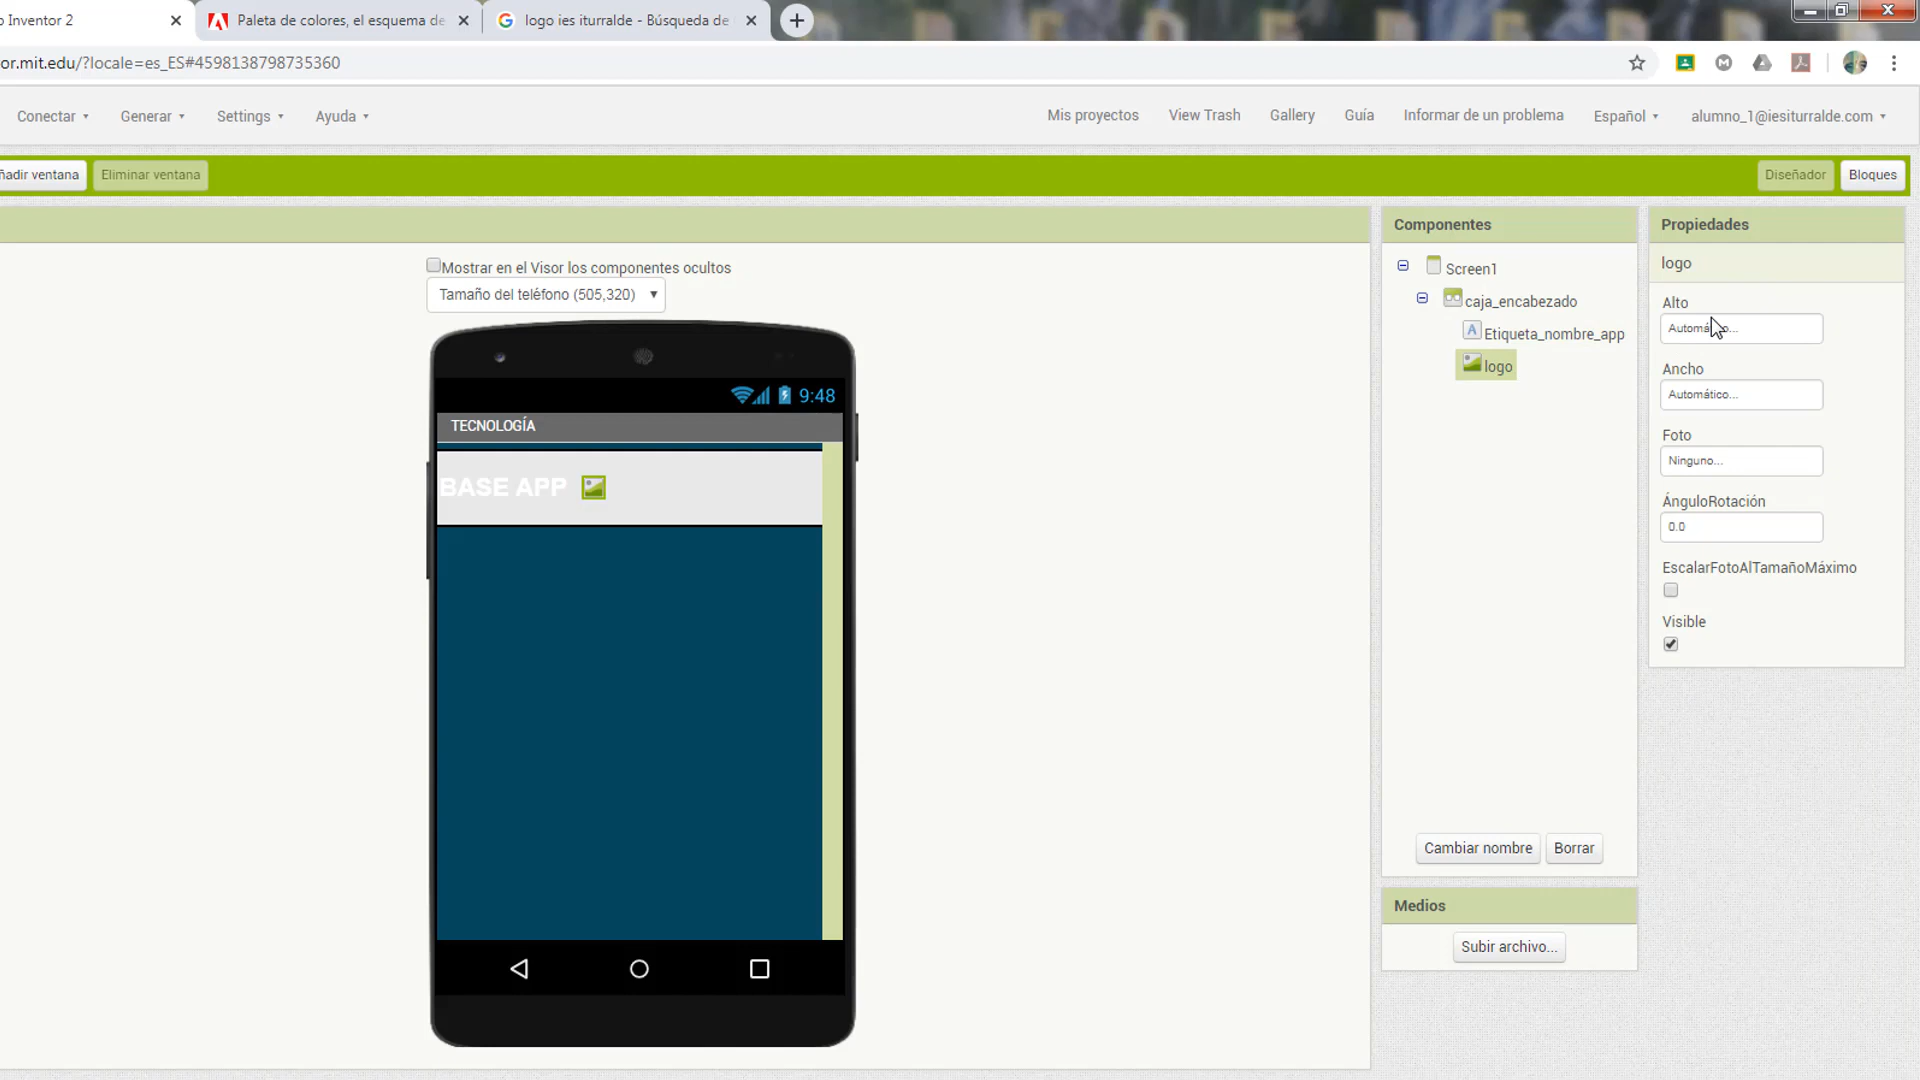 o Inventor 2
Paleta de colores, el esquema de
logo ies iturralde - Búsqueda de
or.mit.edu/?locale=es_ES#4598138798735360
Conectar
Generar
Settings
Ayuda
Mis proyectos
View Trash
Gallery
Guía
Informar de un problema
Español
alumno_1@iesiturralde.com
ñadir ventana
Eliminar ventana
Diseñador
Bloques
Mostrar en el Visor los componentes ocultos
Tamaño del teléfono (505,320)
9:48
TECNOLOGÍA
BASE APP
Componentes
Screen1
caja_encabezado
A
Etiqueta_nombre_app
logo
Cambiar nombre
Borrar
Medios
Subir archivo...
Propiedades
logo
Alto
Automático...
Ancho
Automático...
Foto
Ninguno...
ÁnguloRotación
0.0
EscalarFotoAlTamañoMáximo
Visible